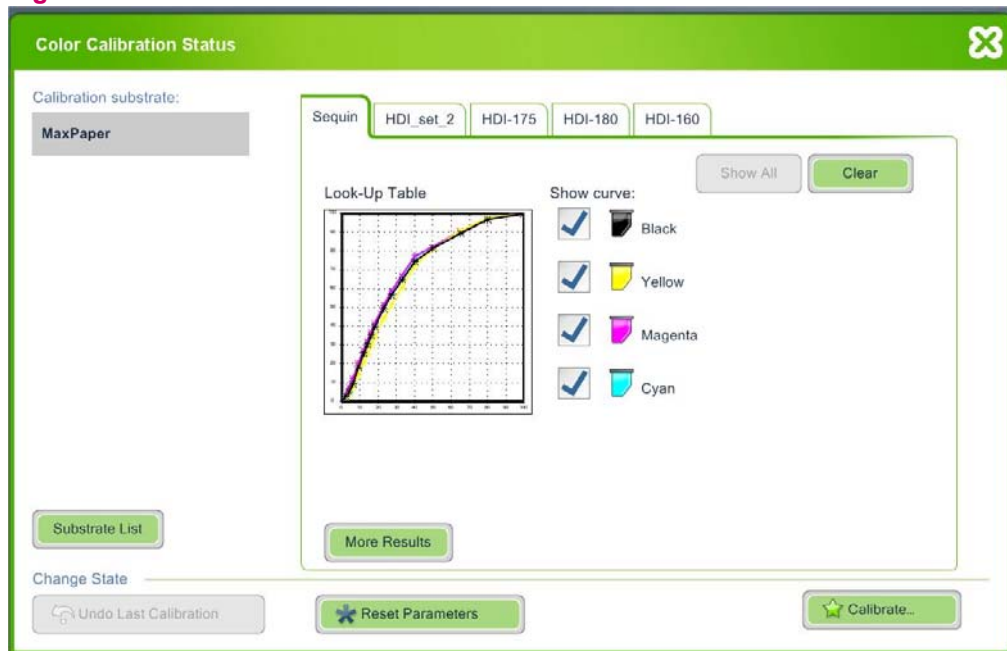 Color Calibration Status
Calibration substrate:
MaxPaper
Sequin
HDI_set_2
HDI-175
HDI-180
HDI-160
Show All
Clear
Look-Up Table
Show curve:
Black
Yellow
Magenta
Cyan
Substrate List
More Results
Change State
Undo Last Calibration
Reset Parameters
Calibrate...